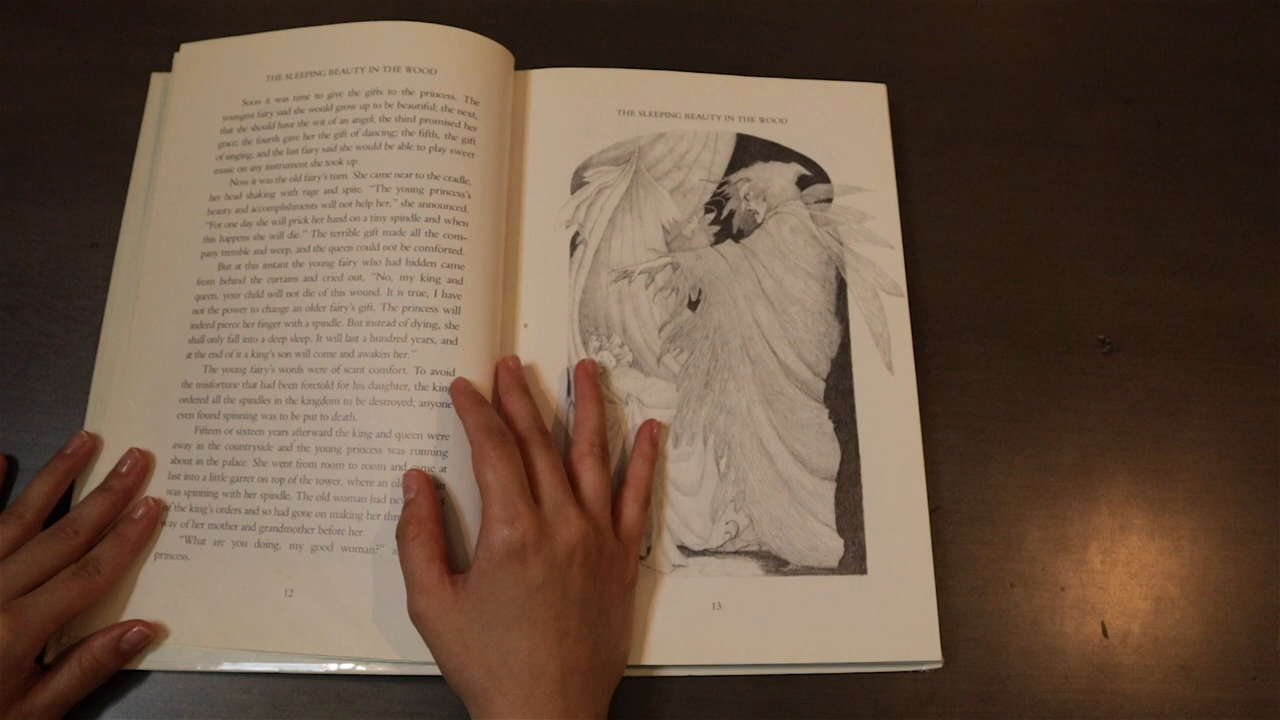 THE SLEEPING BEAUTY IN THE WOOD
Soon it was time to give the gifts to the princess. The
youngest fairy said she would grow up to be beautiful; the next,
that she should have the wit of an angel; the third promised her
grace; the fourth gave her the gift of dancing; the fifth, the gift
of singing; and the last fairy said she would be able to play sweet
music on any instrument she took up.
Now it was the old fairy's turn. She came near to the cradle,
her head shaking with rage and spite. "The young princess's
beauty and accomplishments will not help her," she announced.
"For one day she will prick her hand on a tiny spindle and when
this happens she will die." The terrible gift made all the com-
pany tremble and weep, and the queen could not be comforted.
But at this instant the young fairy who had hidden came
from behind the curtains and cried out, "No, my king and
queen, your child will not die of this wound. It is true, I have
not the power to change an older fairy's gift. The princess will
indeed pierce her finger with a spindle. But instead of dying, she
shall only fall into a deep sleep. It will last a hundred years, and
at the end of it a king's son will come and awaken her."
The young fairy's words were of scant comfort. To avoid
the misfortune that had been foretold for his daughter, the king
ordered all the spindles in the kingdom to be destroyed; anyone
even found spinning was to be put to death.
Fifteen or sixteen years afterward the king and queen were
away in the countryside and the young princess was running
about in the palace. She went from room to room and came at
last into a little garret on top of the tower, where an old
was spinning with her spindle. The old woman had
of the king's orders and so had gone on making her
way of her mother and grandmother before her.
"What are you doing, my good woman?"
princess.
12
THE SLEEPING BEAUTY IN THE WOOD
13